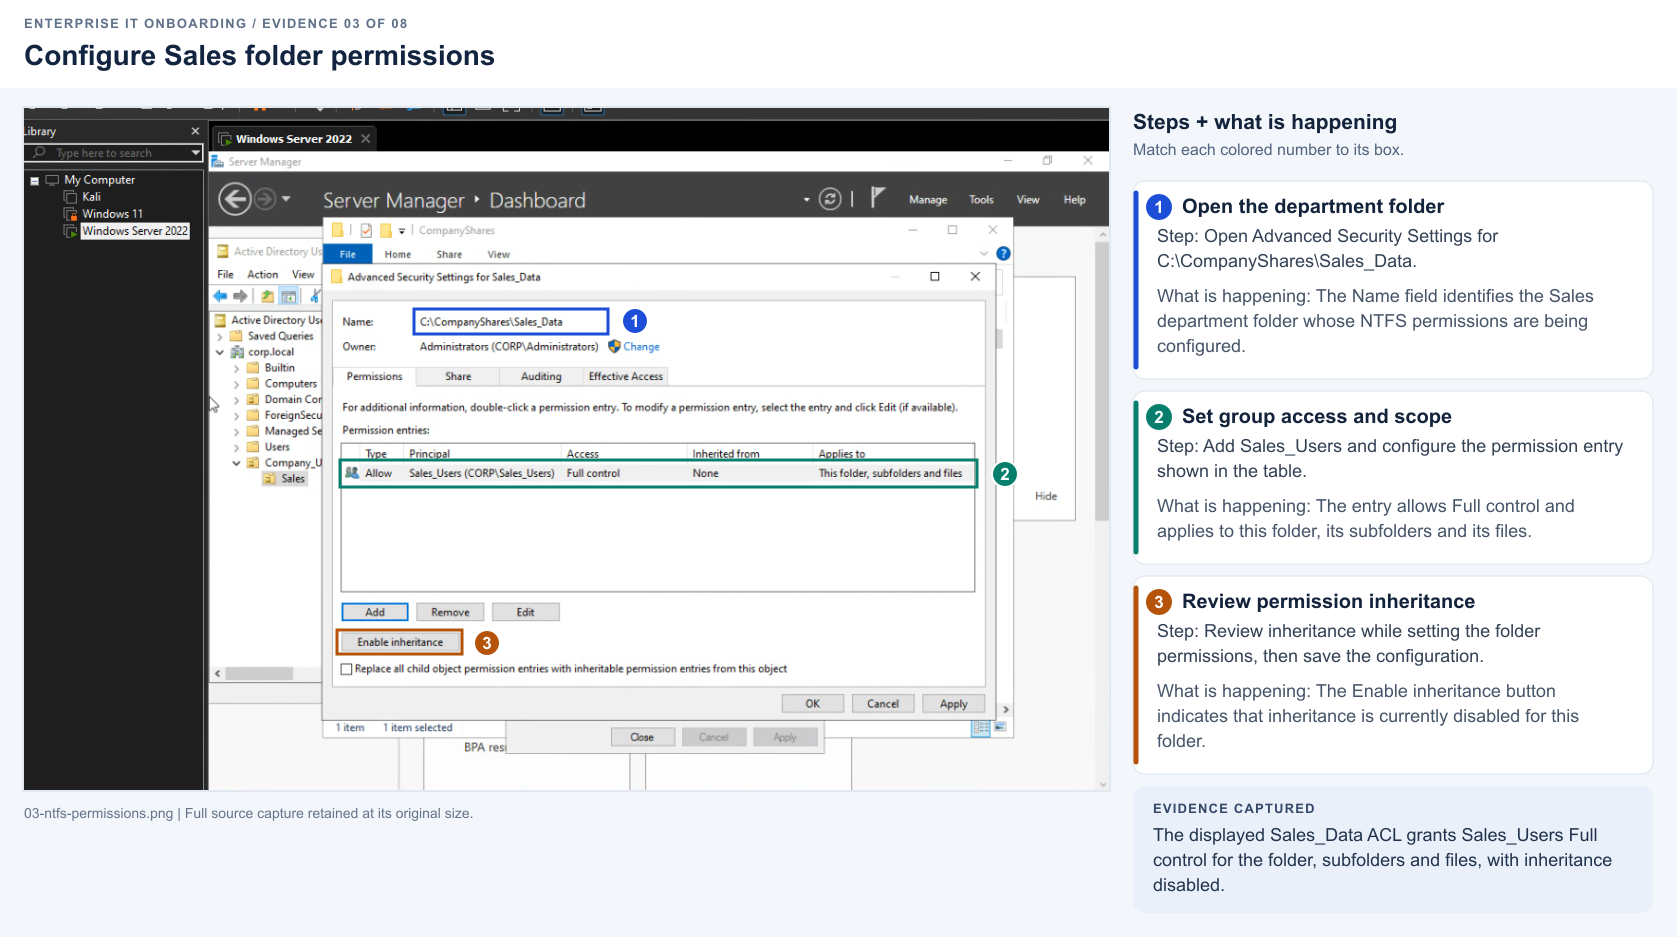 ENTERPRISE IT ONBOARDING / EVIDENCE 03 OF 08
Configure Sales folder permissions
Library
Type here to search
My Computer
Kali
Windows 11
Windows Server 2022
Windows Server 2022
Server Manager
Server Manager • Dashboard
Manage Tools View Help
Active Directory Us
File Action View
Active Directory Use
Saved Queries
corp.local
Builtin
Computers
Domain Cor
ForeignSecu
Managed Se
Users
Company_U
Sales
CompanyShares
File Home Share View
Advanced Security Settings for Sales_Data
Name: C:\CompanyShares\Sales_Data 1
Owner: Administrators (CORP\Administrators) Change
Permissions Share Auditing Effective Access
For additional information, double-click a permission entry. To modify a permission entry, select the entry and click Edit (if available).
Permission entries:
Type Principal Access Inherited from Applies to
Allow Sales_Users (CORP\Sales_Users) Full control None This folder, subfolders and files 2
Hide
Add Remove Edit
Enable inheritance 3
Replace all child object permission entries with inheritable permission entries from this object
OK Cancel Apply
1 item 1 item selected
Close Cancel Apply
BPA resu
03-ntfs-permissions.png | Full source capture retained at its original size.
Steps + what is happening
Match each colored number to its box.
1 Open the department folder
Step: Open Advanced Security Settings for
C:\CompanyShares\Sales_Data.
What is happening: The Name field identifies the Sales
department folder whose NTFS permissions are being
configured.
2 Set group access and scope
Step: Add Sales_Users and configure the permission entry
shown in the table.
What is happening: The entry allows Full control and
applies to this folder, its subfolders and its files.
3 Review permission inheritance
Step: Review inheritance while setting the folder
permissions, then save the configuration.
What is happening: The Enable inheritance button
indicates that inheritance is currently disabled for this
folder.
EVIDENCE CAPTURED
The displayed Sales_Data ACL grants Sales_Users Full
control for the folder, subfolders and files, with inheritance
disabled.